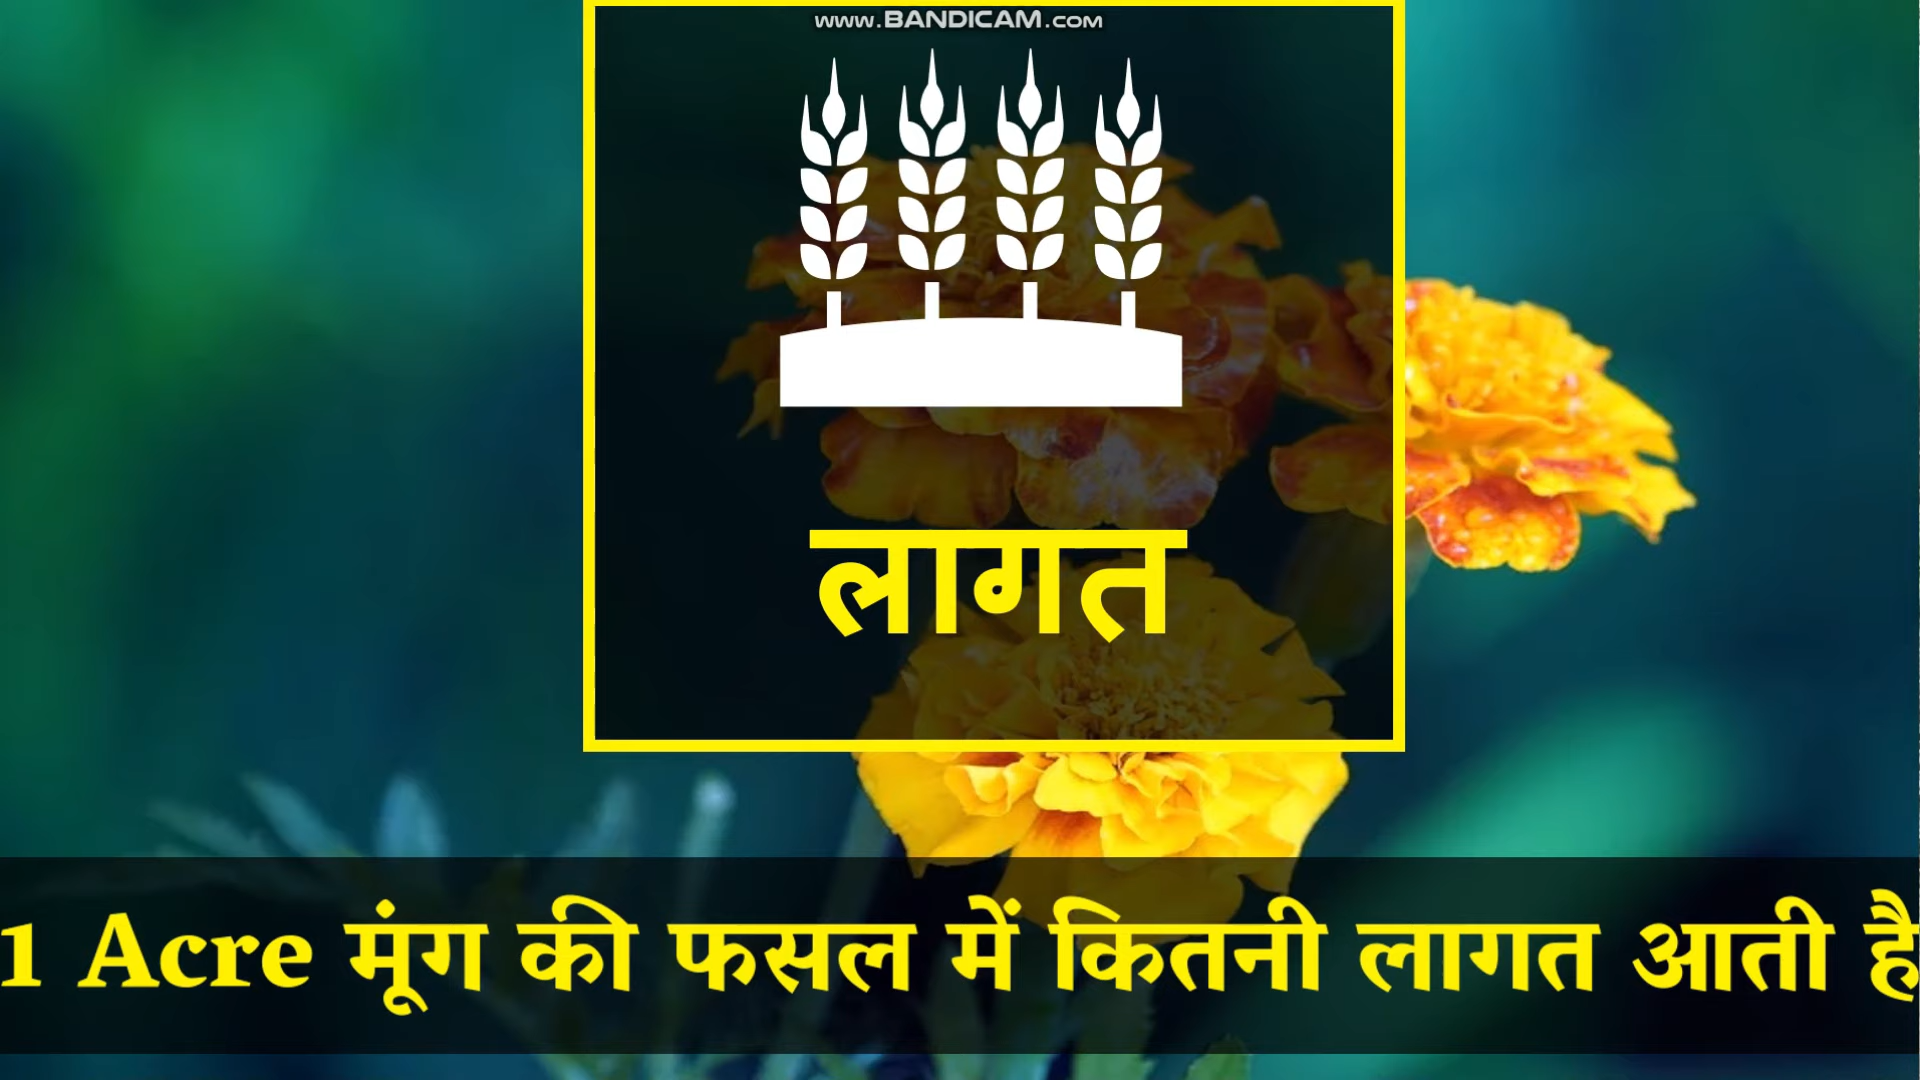 www.BANDICAM.com
लागत
1 Acre मूंग की फसल में कितनी लागत आती है